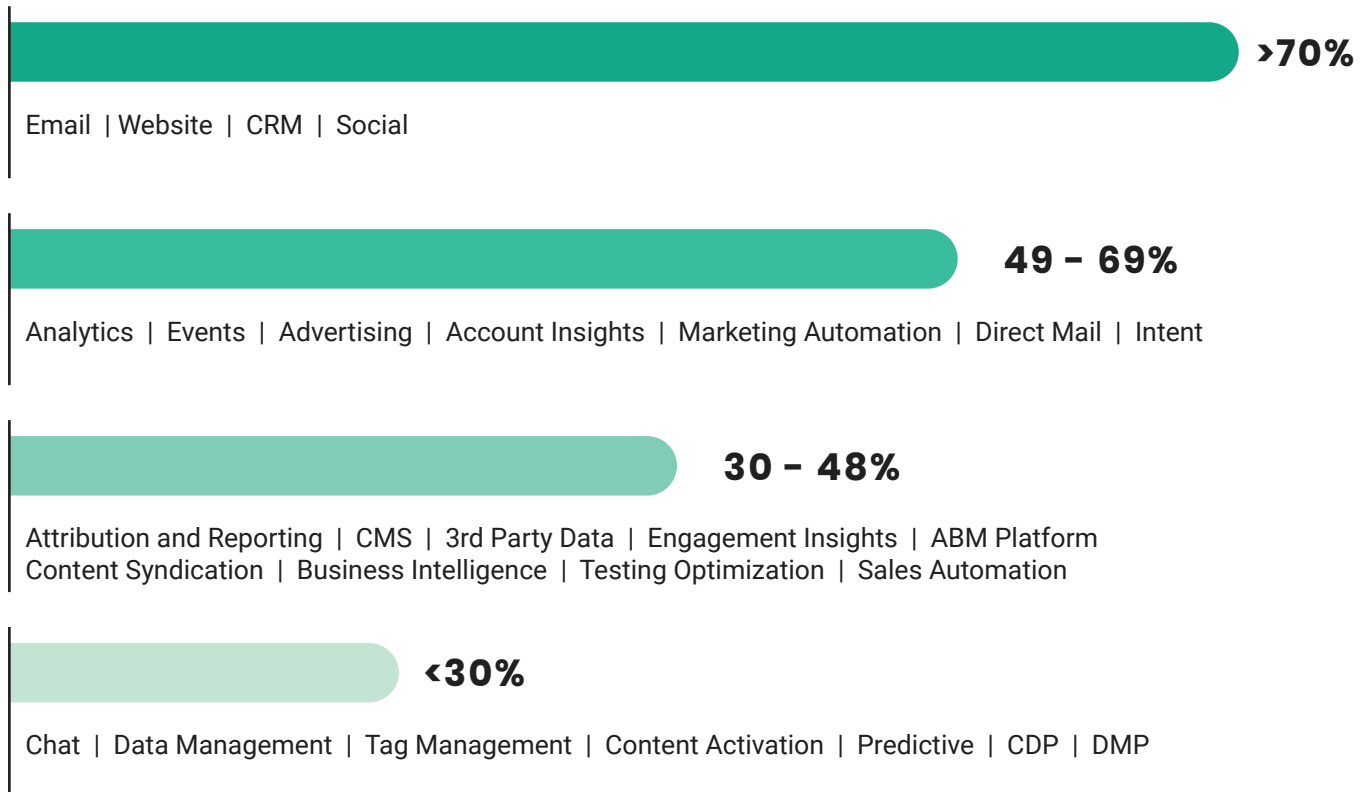 >70%
Email | Website | CRM | Social
49 - 69%
Analytics | Events | Advertising | Account Insights | Marketing Automation | Direct Mail | Intent
30 - 48%
Attribution and Reporting | CMS | 3rd Party Data | Engagement Insights | ABM Platform
Content Syndication | Business Intelligence | Testing Optimization | Sales Automation
<30%
Chat | Data Management | Tag Management | Content Activation | Predictive | CDP | DMP